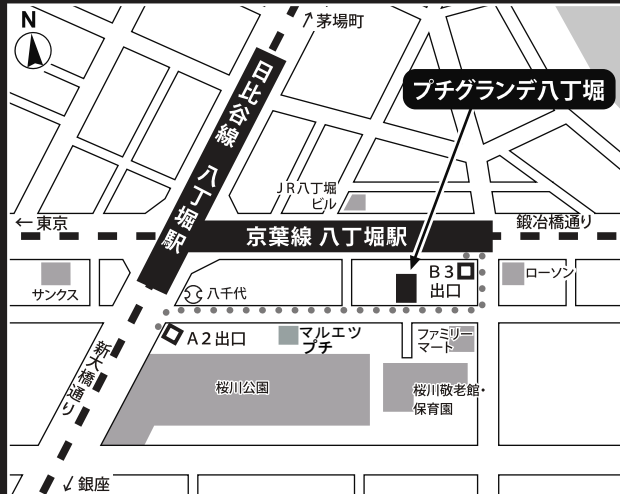 N
↗茅場町
日比谷線 八丁堀駅
プチグランデ八丁堀
JR八丁堀
ビル
←東京
京葉線 八丁堀駅
鍛冶橋通り
サンクス
八千代
B3
出口
ローソン
A2出口
マルエツ
プチ
ファミリー
マート
新大橋通り
桜川公園
桜川敬老館・
保育園
↙銀座